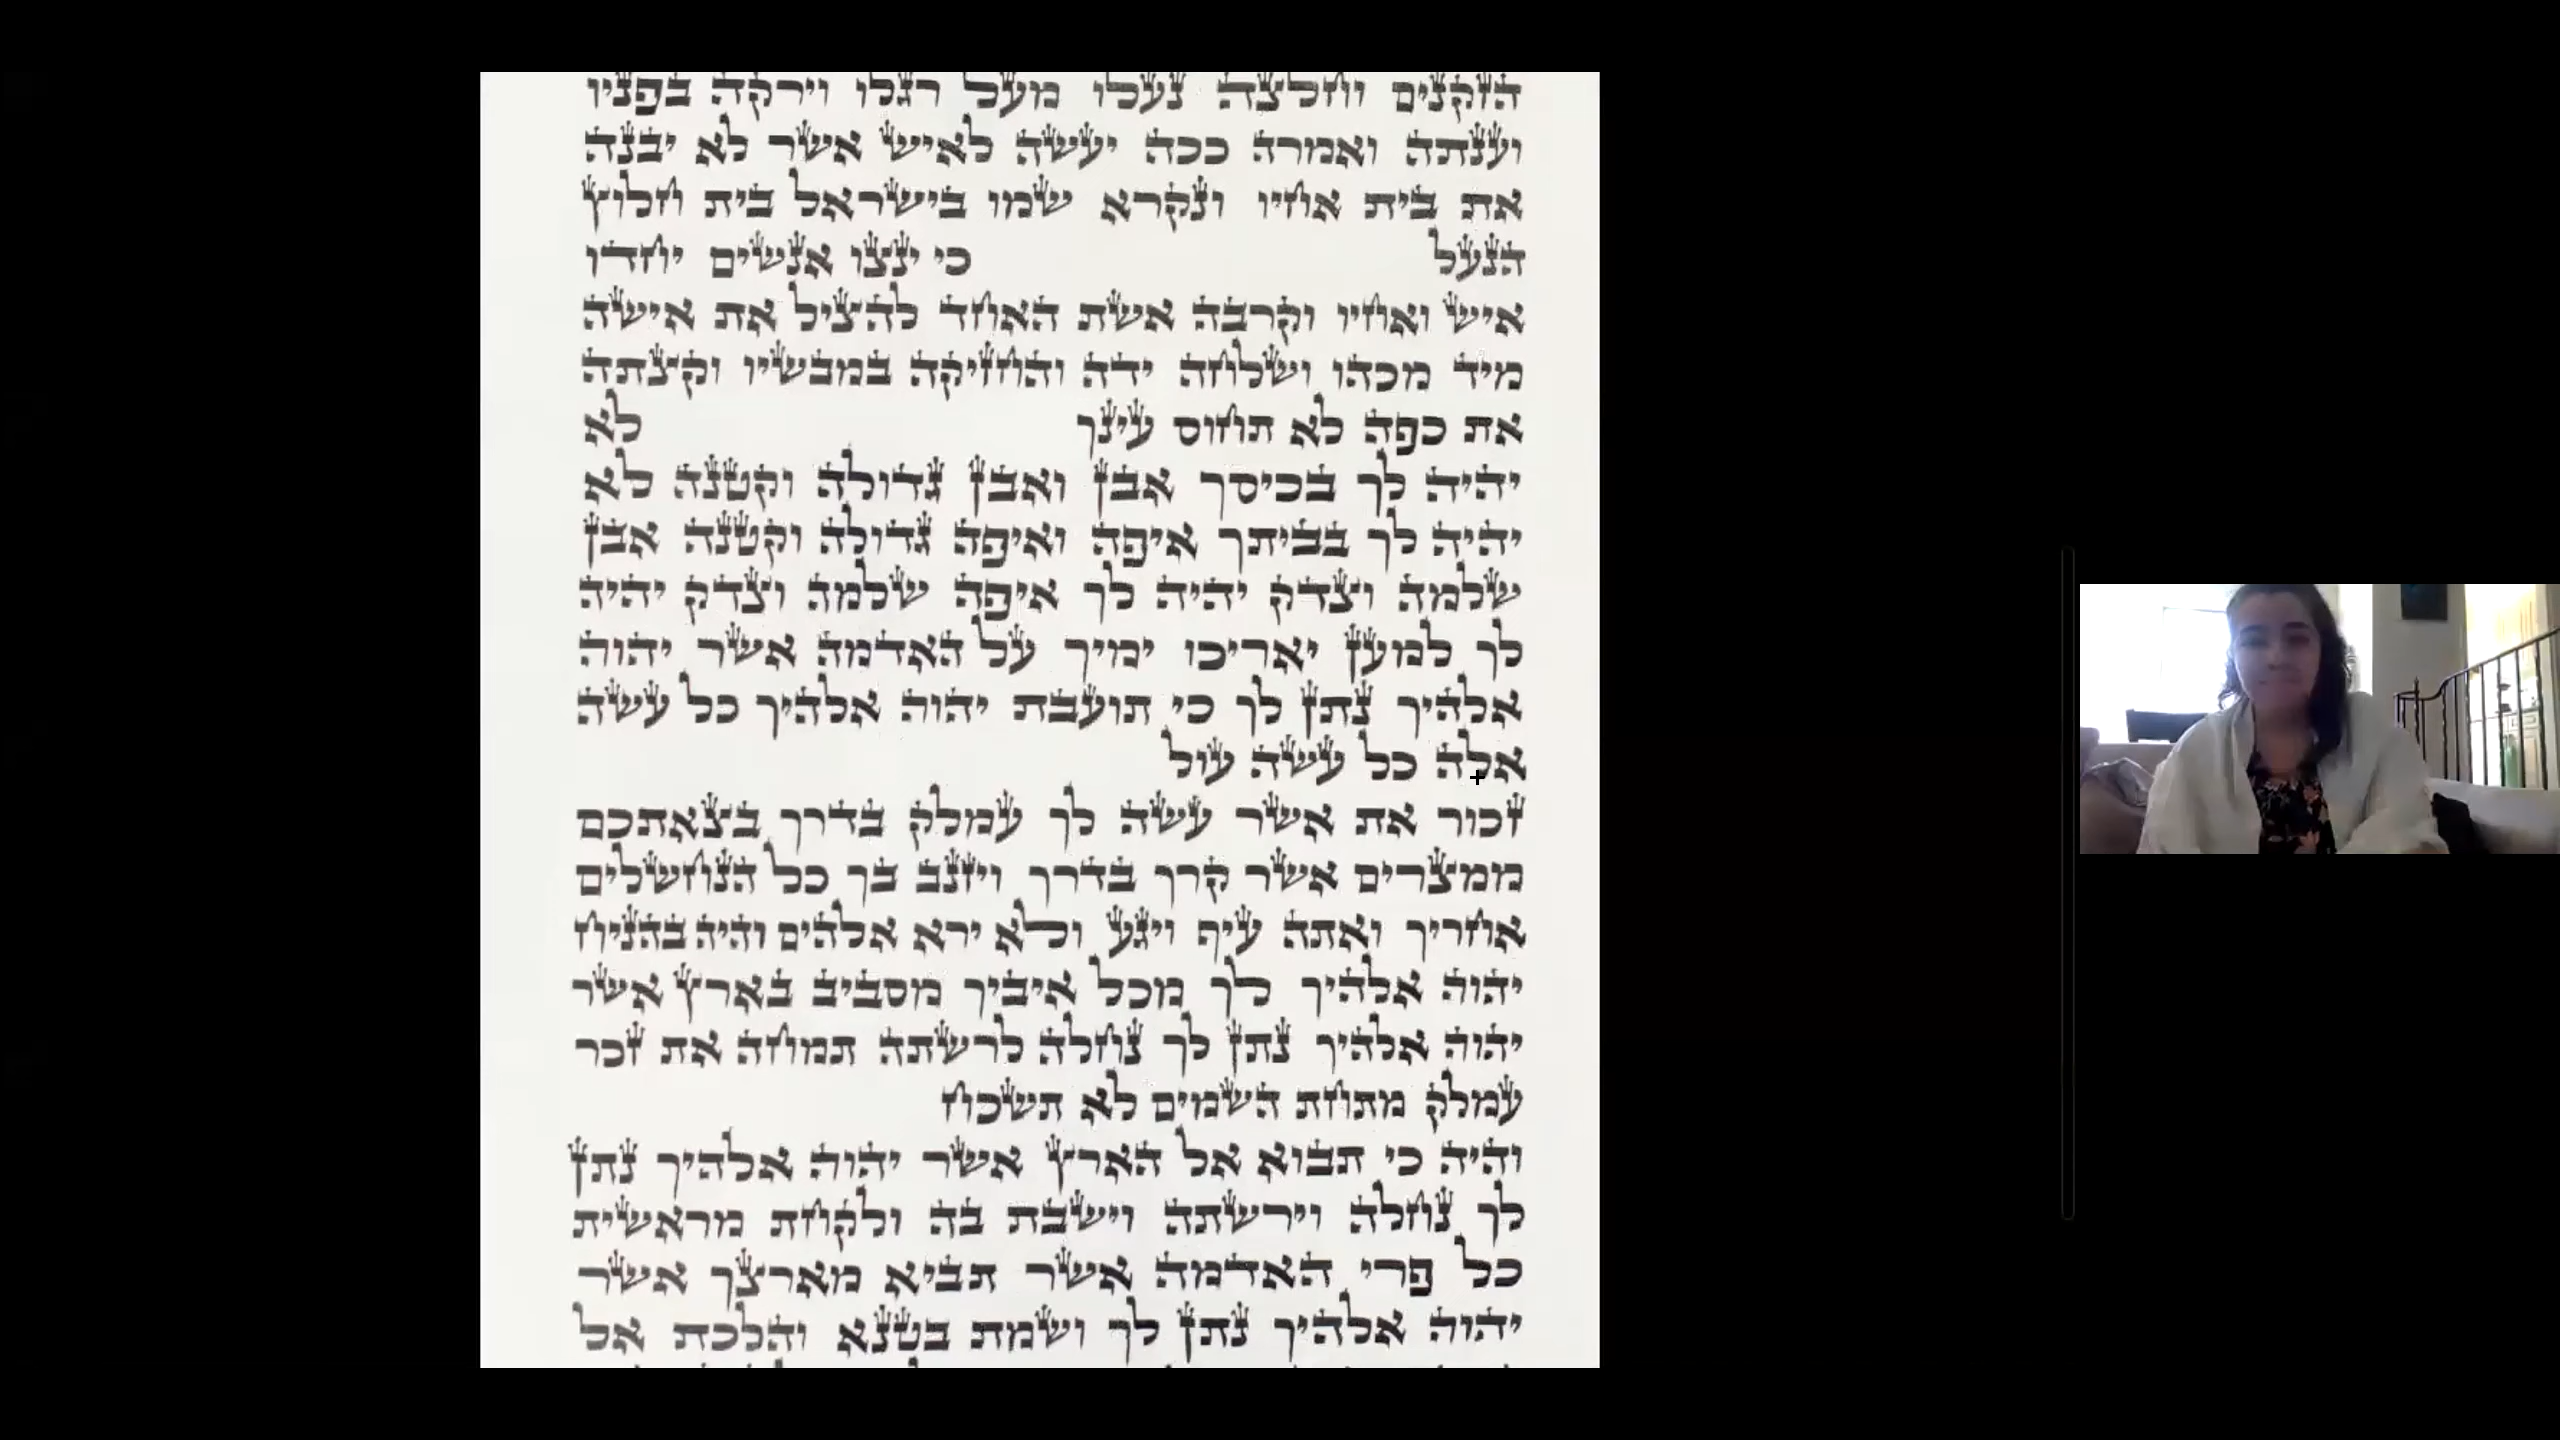 הזקנים וחלצה נעלו מעל רגלו וירקה בפניו
וענתה ואמרה ככה יעשה לאיש אשר לא יבנה
את בית אחיו ונקרא שמו בישראל בית חלוץ
הנעל כי ינצו אנשים יחדו
איש ואחיו וקרבה אשת האחד להציל את אישה
מיד מכהו ושלחה ידה והחזיקה במבשיו וקצתה
את כפה לא תחוס עינך לא
יהיה לך בכיסך אבן ואבן גדולה וקטנה לא
יהיה לך בביתך איפה ואיפה גדולה וקטנה אבן
שלמה וצדק יהיה לך איפה שלמה וצדק יהיה
לך למען יאריכו ימיך על האדמה אשר יהוה
אלהיך נתן לך כי תועבת יהוה אלהיך כל עשה
אלה כל עשה עול
זכור את אשר עשה לך עמלק בדרך בצאתכם
ממצרים אשר קרך בדרך ויזנב בך כל הנחשלים
אחריך ואתה עיף ויגע ולא ירא אלהים והיה בהניח
יהוה אלהיך לך מכל איביך מסביב בארץ אשר
יהוה אלהיך נתן לך נחלה לרשתה תמחה את זכר
עמלק מתחת השמים לא תשכח
והיה כי תבוא אל הארץ אשר יהוה אלהיך נתן
לך נחלה וירשתה וישבת בה ולקחת מראשית
כל פרי האדמה אשר תביא מארצך אשר
יהוה אלהיך נתן לך ושמת בטנא והלכת אל